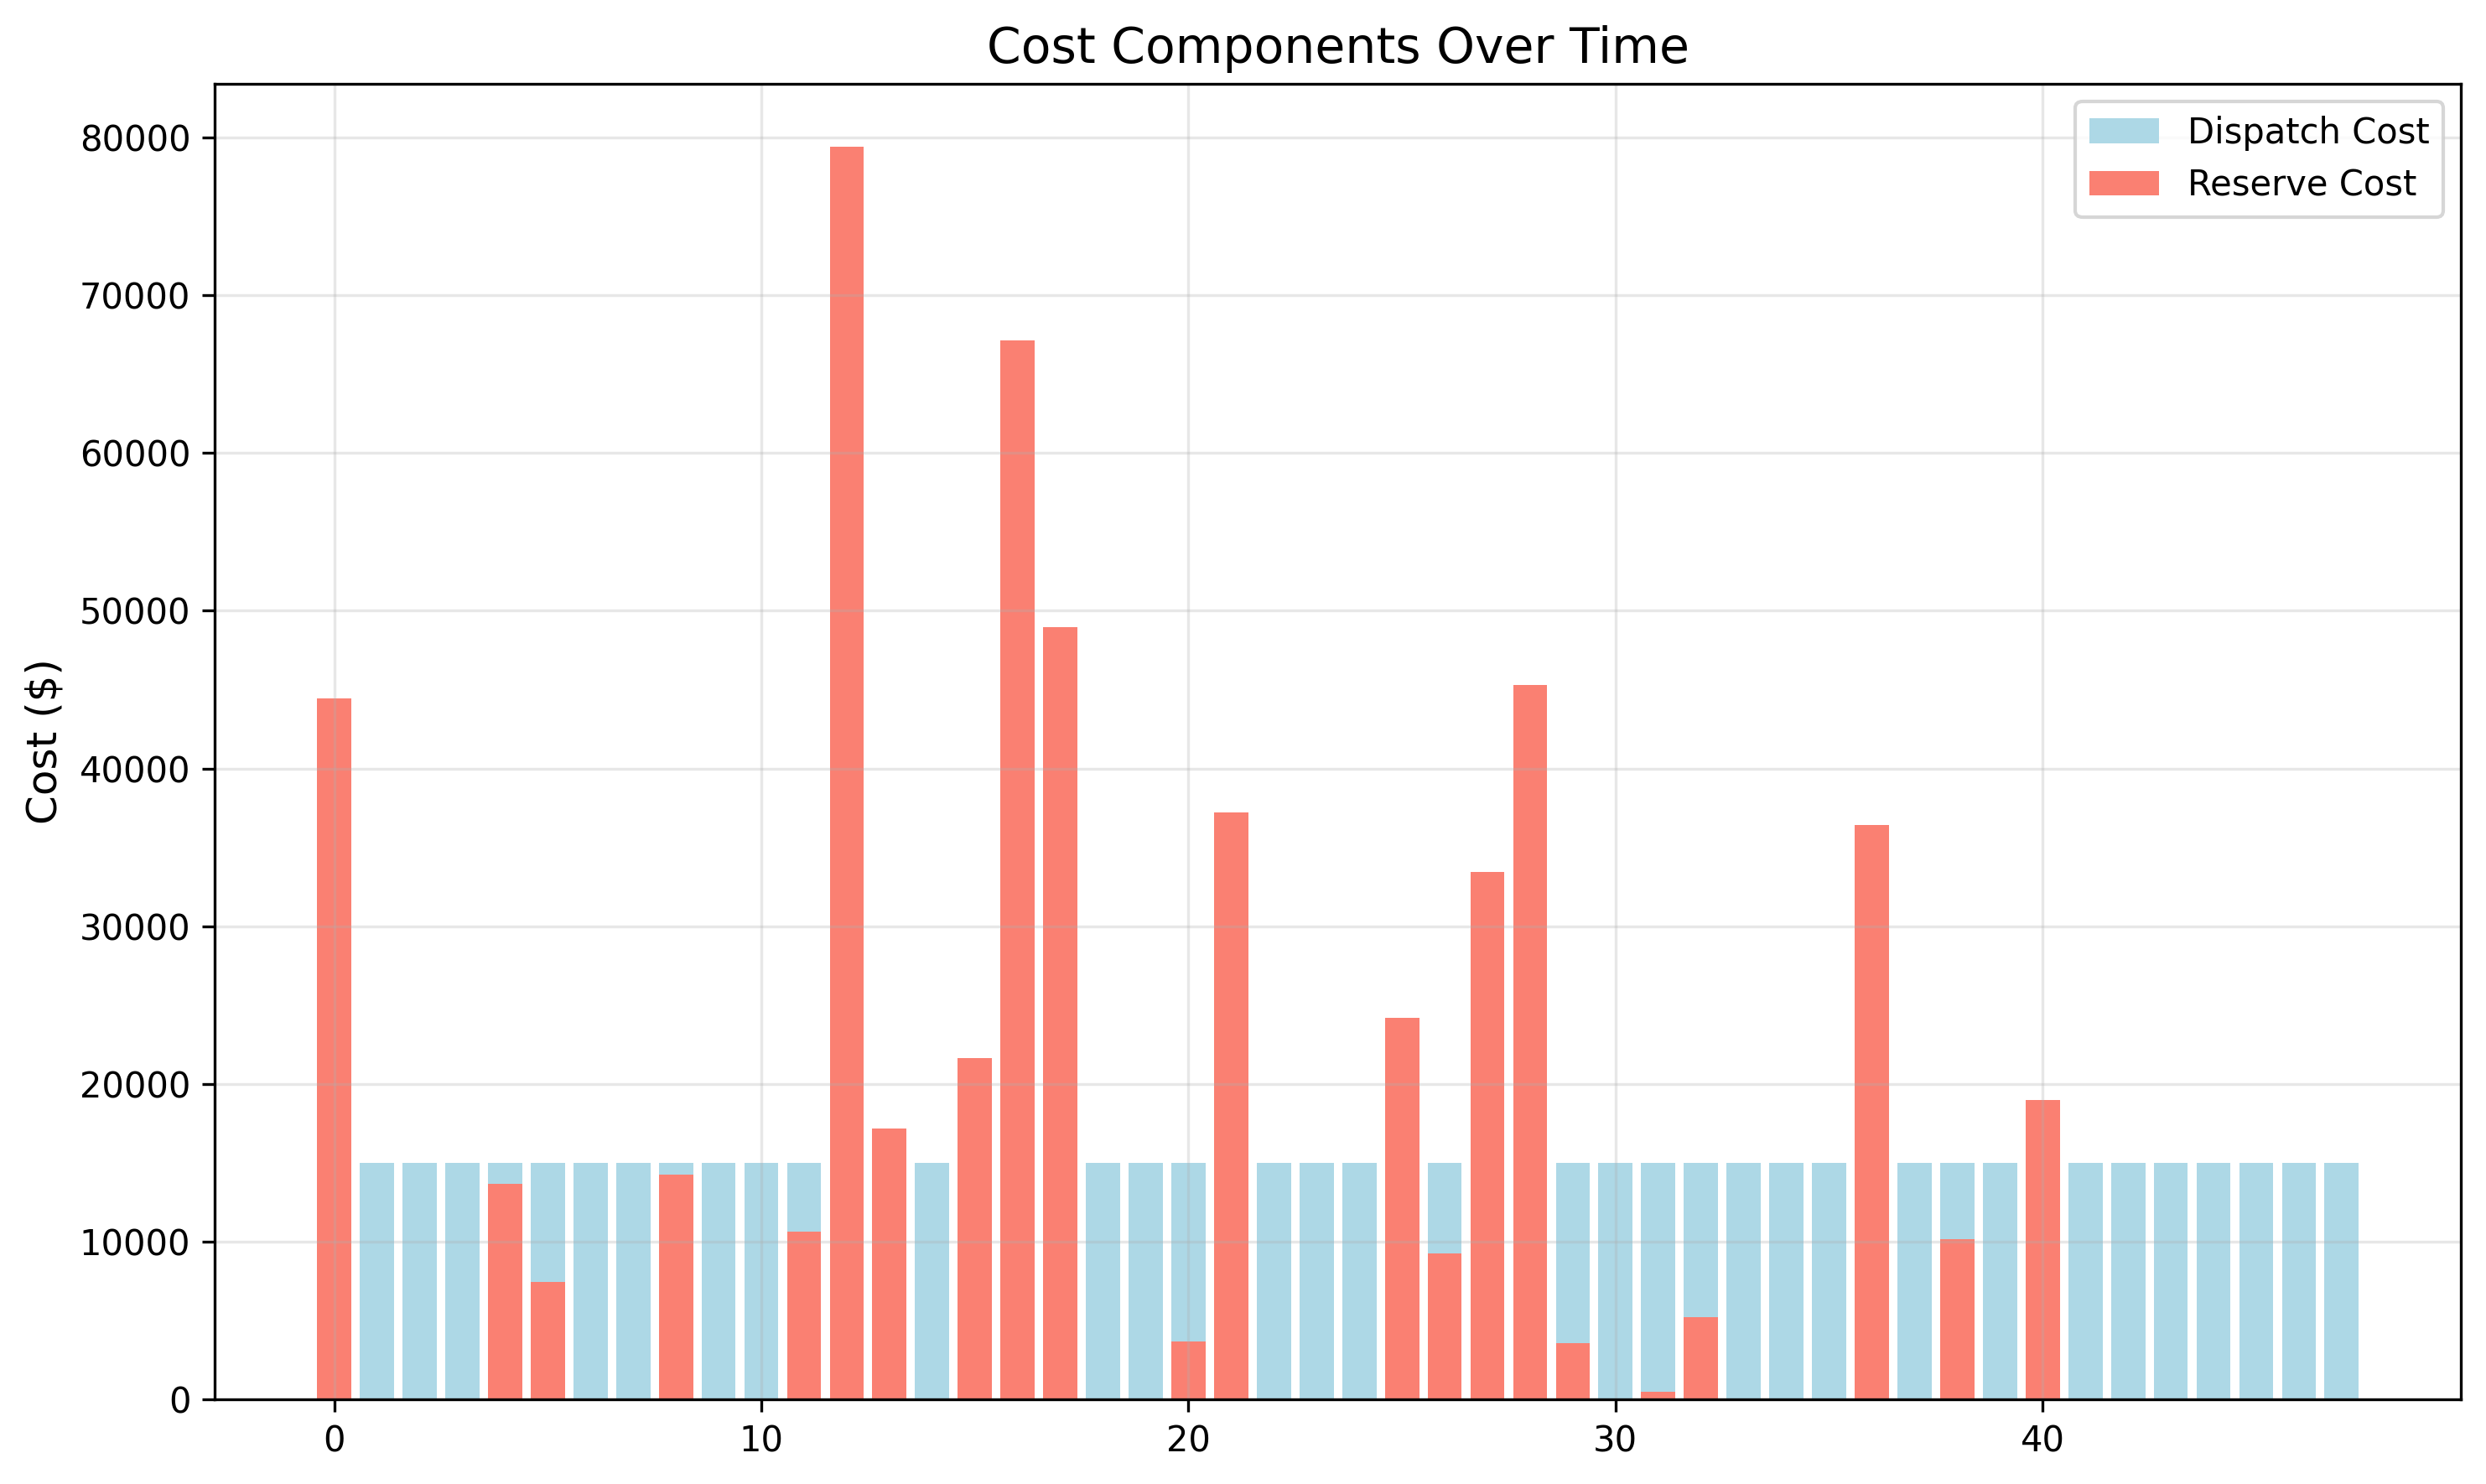 Cost Components Over Time
Dispatch Cost
Reserve Cost
Cost ($)
80000
70000
60000
50000
40000
30000
20000
10000
0
0 10 20 30 40